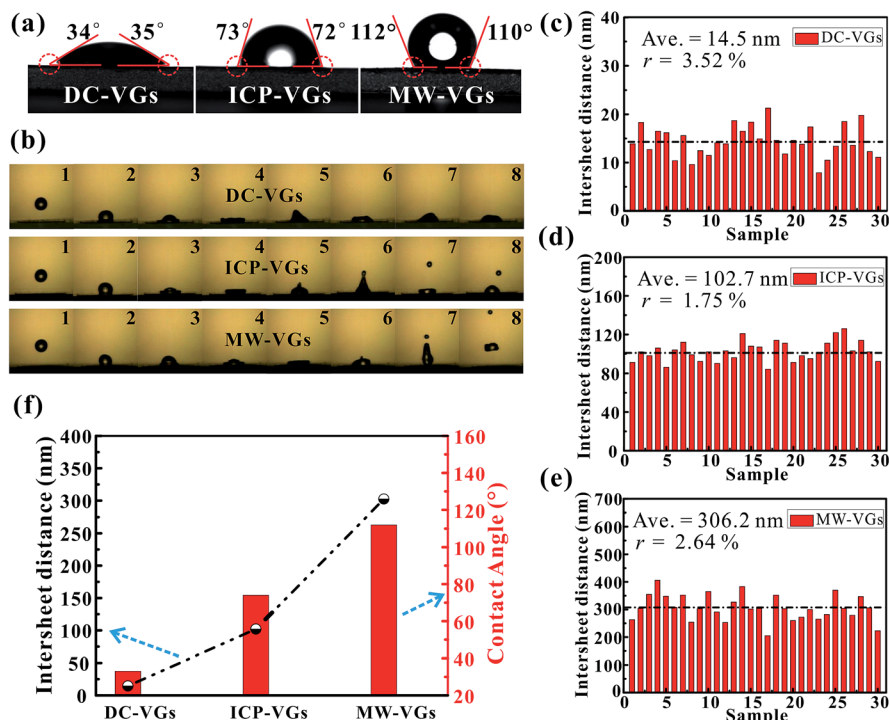 (a)
34° 35°
DC-VGs
73° 72°
ICP-VGs
112° 110°
MW-VGs
(b)
1 2 3 4 5 6 7 8
DC-VGs
1 2 3 4 5 6 7 8
ICP-VGs
1 2 3 4 5 6 7 8
MW-VGs
(c)
Intersheet distance (nm)
40
30
20
10
0
Ave. = 14.5 nm
r = 3.52 %
DC-VGs
0 5 10 15 20 25 30
Sample
(d)
Intersheet distance (nm)
200
160
120
80
40
0
Ave. = 102.7 nm
r = 1.75 %
ICP-VGs
0 5 10 15 20 25 30
Sample
(e)
Intersheet distance (nm)
700
600
500
400
300
200
100
0
Ave. = 306.2 nm
r = 2.64 %
MW-VGs
0 5 10 15 20 25 30
Sample
(f)
Intersheet distance (nm)
400
350
300
250
200
150
100
50
0
DC-VGs ICP-VGs MW-VGs
160
140
120
100
80
60
40
20
Contact Angle (°)